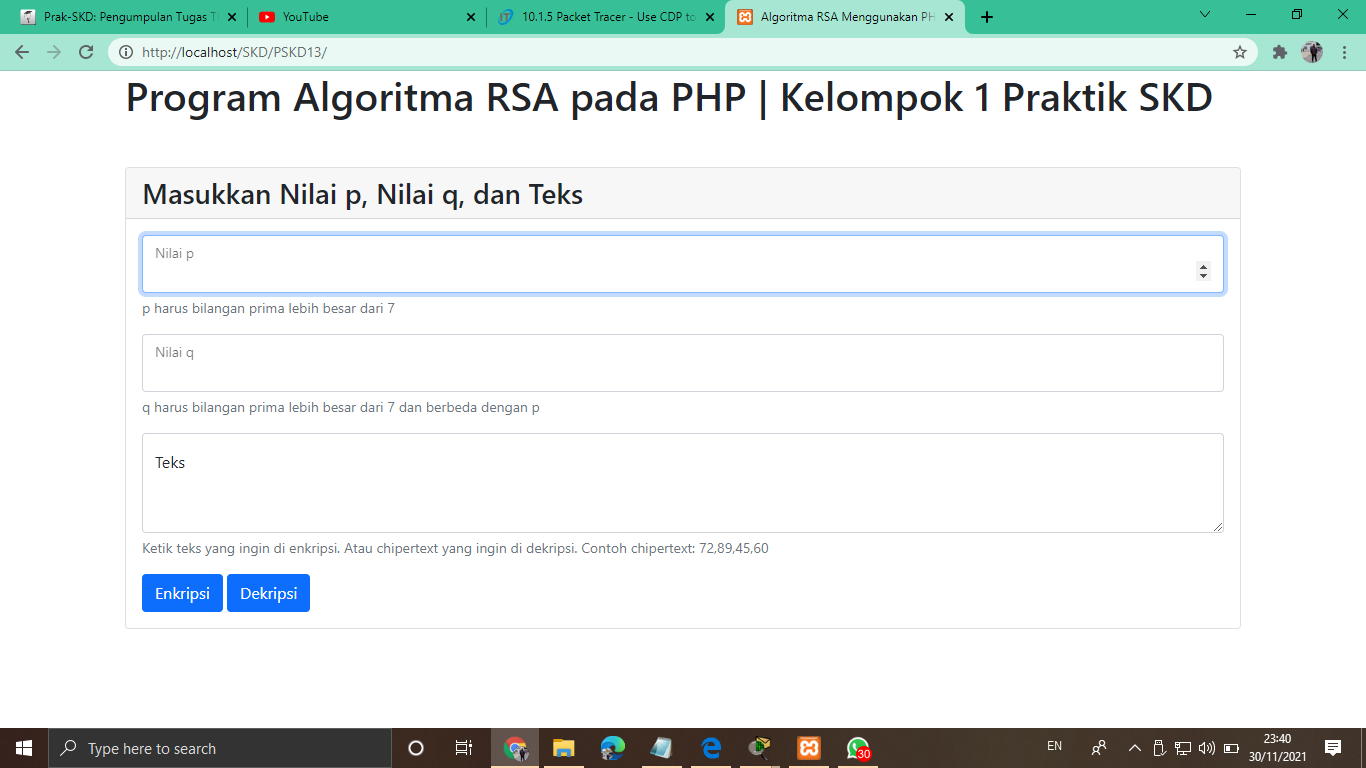 Prak-SKD: Pengumpulan Tugas T
YouTube
10.1.5 Packet Tracer - Use CDP to
Algoritma RSA Menggunakan PH
http://localhost/SKD/PSKD13/
Program Algoritma RSA pada PHP | Kelompok 1 Praktik SKD
Masukkan Nilai p, Nilai q, dan Teks
Nilai p
p harus bilangan prima lebih besar dari 7
Nilai q
q harus bilangan prima lebih besar dari 7 dan berbeda dengan p
Teks
Ketik teks yang ingin di enkripsi. Atau chipertext yang ingin di dekripsi. Contoh chipertext: 72,89,45,60
Enkripsi Dekripsi
Type here to search
30
EN
23:40
30/11/2021